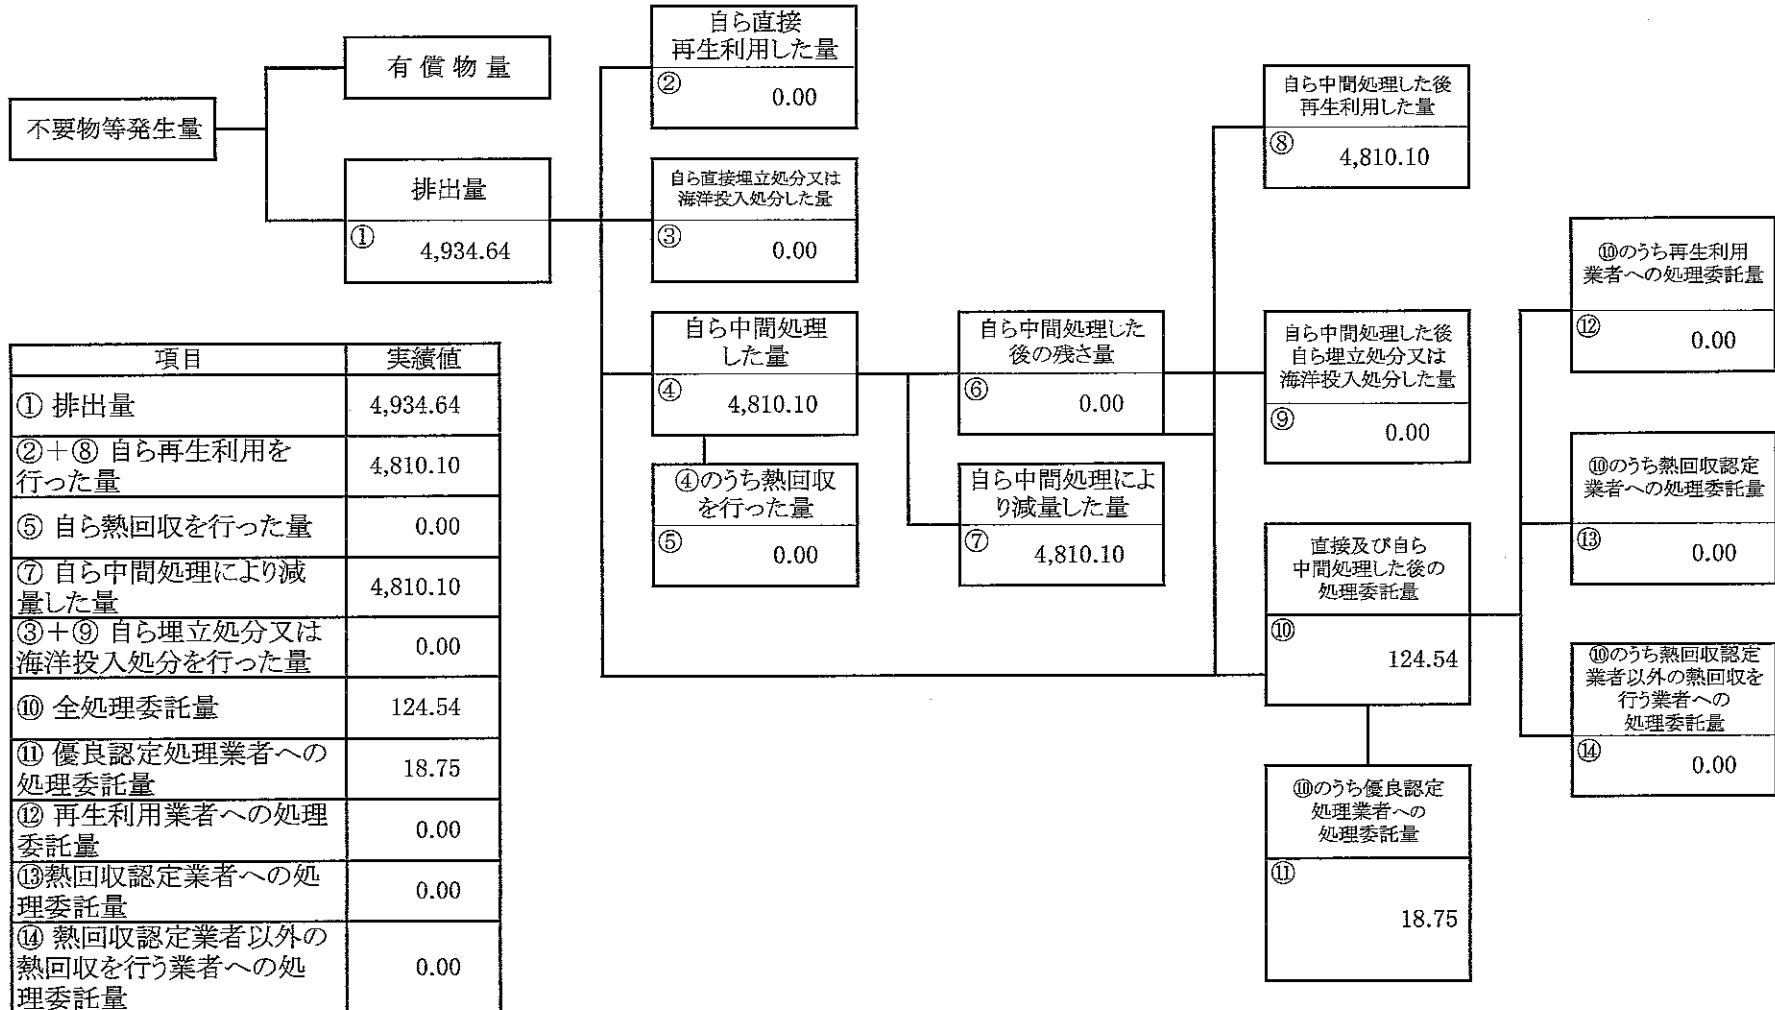 不要物等発生量
有償物量
排出量
①
4,934.64
自ら直接
再生利用した量
②
0.00
自ら直接埋立処分又は
海洋投入処分した量
③
0.00
自ら中間処理
した量
④
4,810.10
④のうち熱回収
を行った量
⑤
0.00
自ら中間処理した
後の残さ量
⑥
0.00
自ら中間処理によ
り減量した量
⑦
4,810.10
自ら中間処理した後
再生利用した量
⑧
4,810.10
自ら中間処理した後
自ら埋立処分又は
海洋投入処分した量
⑨
0.00
直接及び自ら
中間処理した後の
処理委託量
⑩
124.54
⑩のうち優良認定
処理業者への
処理委託量
⑪
18.75
⑩のうち再生利用
業者への処理委託量
⑫
0.00
⑩のうち熱回収認定
業者への処理委託量
⑬
0.00
⑩のうち熱回収認定
業者以外の熱回収を
行う業者への
処理委託量
⑭
0.00
項目 実績値
① 排出量 4,934.64
②+⑧ 自ら再生利用を
行った量 4,810.10
⑤ 自ら熱回収を行った量 0.00
⑦ 自ら中間処理により減
量した量 4,810.10
③+⑨ 自ら埋立処分又は
海洋投入処分を行った量 0.00
⑩ 全処理委託量 124.54
⑪ 優良認定処理業者への
処理委託量 18.75
⑫ 再生利用業者への処理
委託量 0.00
⑬熱回収認定業者への処
理委託量 0.00
⑭ 熱回収認定業者以外の
熱回収を行う業者への処
理委託量 0.00